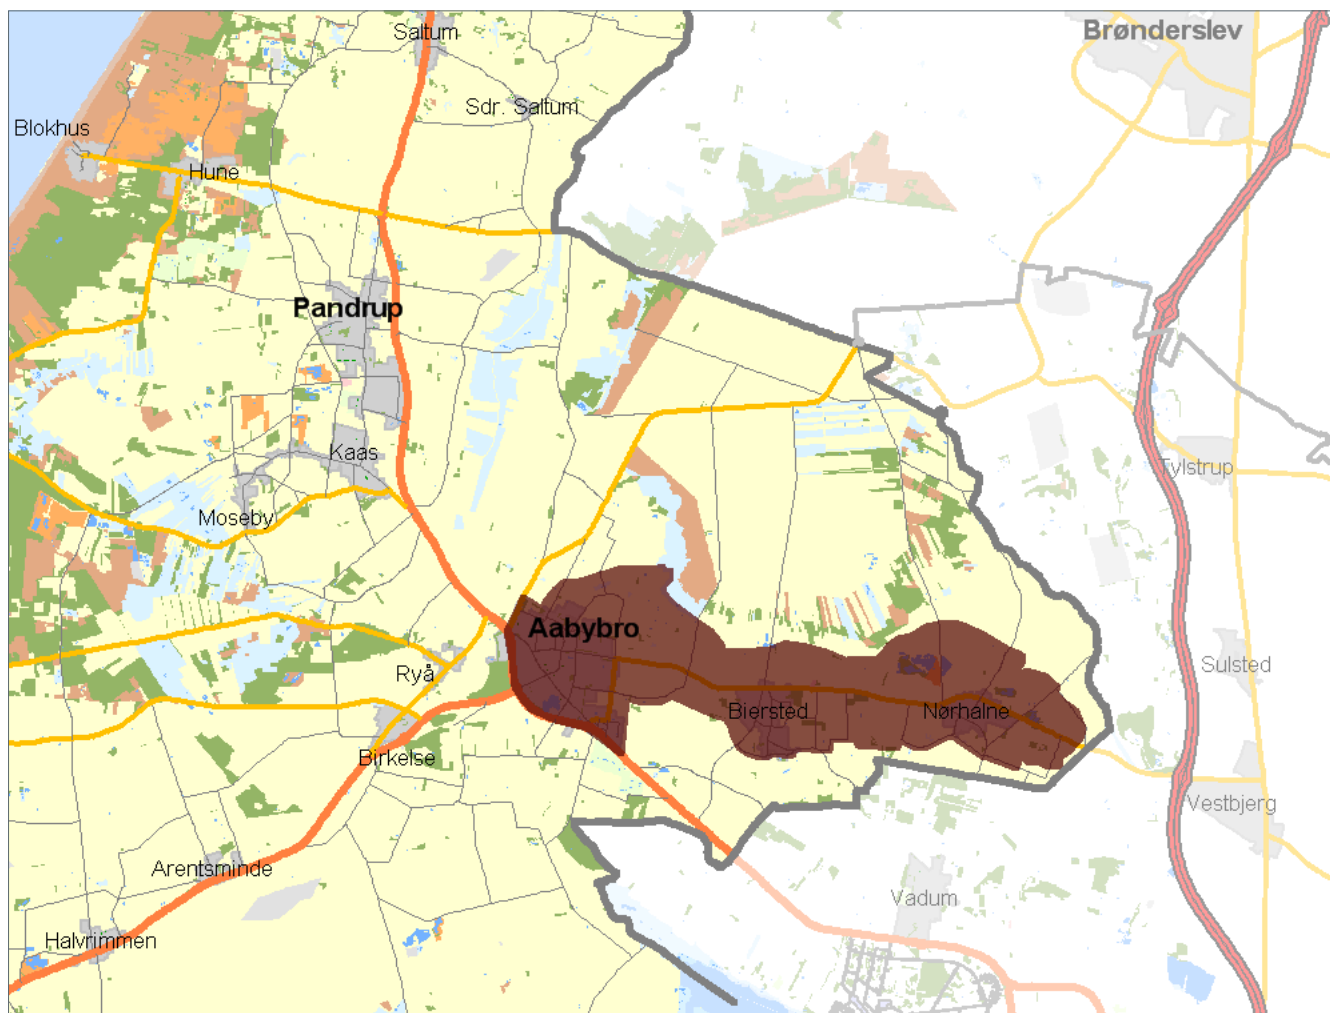 Saltum
Brønderslev
Sdr. Saltum
Blokhus
Hune
Pandrup
Kaas
Tylstrup
Moseby
Aabybro
Sulsted
Ryå
Biersted
Nørhalne
Birkelse
Vestbjerg
Arentsminde
Vadum
Halvrimmen